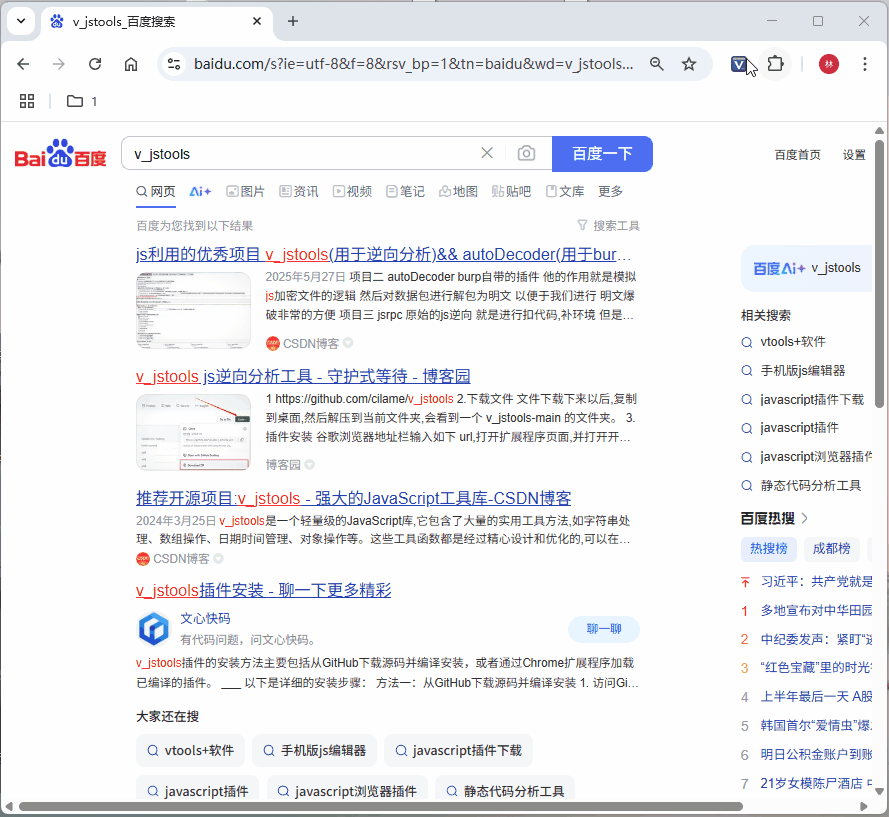 v_jstools_百度搜索
baidu.com/s?ie=utf-8&f=8&rsv_bp=1&tn=baidu&wd=v_jstools...
V
林
1
Bai du 百度
v_jstools
百度一下
百度首页 设置
网页 Ai+ 图片 资讯 视频 笔记 地图 贴吧 文库 更多
百度为您找到以下结果
搜索工具
js利用的优秀项目 v_jstools(用于逆向分析)&& autoDecoder(用于bur...
2025年5月27日 项目二 autoDecoder burp自带的插件 他的作用就是模拟
js加密文件的逻辑 然后对数据包进行解包为明文 以便于我们进行 明文爆
破非常的方便 项目三 jsrpc 原始的js逆向 就是进行扣代码,补环境 但是...
CSDN博客
v_jstools js逆向分析工具 - 守护式等待 - 博客园
1 https://github.com/cilame/v_jstools 2.下载文件 文件下载下来以后,复制
到桌面,然后解压到当前文件夹,会看到一个 v_jstools-main 的文件夹。 3.
插件安装 谷歌浏览器地址栏输入如下 url,打开扩展程序页面,并打开开...
博客园
推荐开源项目:v_jstools - 强大的JavaScript工具库-CSDN博客
2024年3月25日 v_jstools是一个轻量级的JavaScript库,它包含了大量的实用工具方法,如字符串处
理、数组操作、日期时间管理、对象操作等。这些工具函数都是经过精心设计和优化的,可以在...
CSDN博客
v_jstools插件安装 - 聊一下更多精彩
文心快码
有代码问题，问文心快码。
聊一聊
v_jstools插件的安装方法主要包括从GitHub下载源码并编译安装，或者通过Chrome扩展程序加载
已编译的插件。 ___ 以下是详细的安装步骤： 方法一：从GitHub下载源码并编译安装 1. 访问Gi...
大家还在搜
vtools+软件 手机版js编辑器 javascript插件下载
javascript插件 javascript浏览器插件 静态代码分析工具
百度Ai+ v_jstools
相关搜索
vtools+软件
手机版js编辑器
javascript插件下载
javascript插件
javascript浏览器插件
静态代码分析工具
百度热搜
热搜榜 成都榜
习近平：共产党就是
1 多地宣布对中华田园
2 中纪委发声：紧盯“
3 “红色宝藏”里的时光
4 上半年最后一天 A股
5 韩国首尔“爱情虫”爆
6 明日公积金账户到账
7 21岁女模陈尸酒店